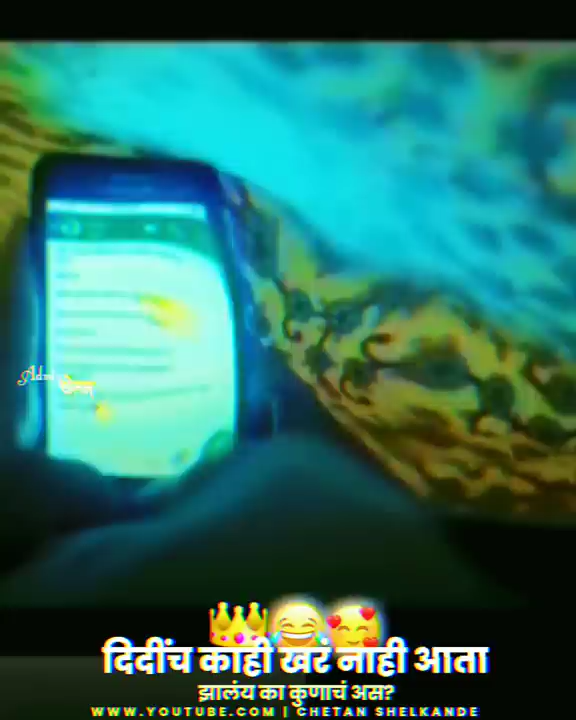 दिदींच काही खरं नाही आता
झालंय का कुणाचं अस?
WWW.YOUTUBE.COM | CHETAN SHELKANDE